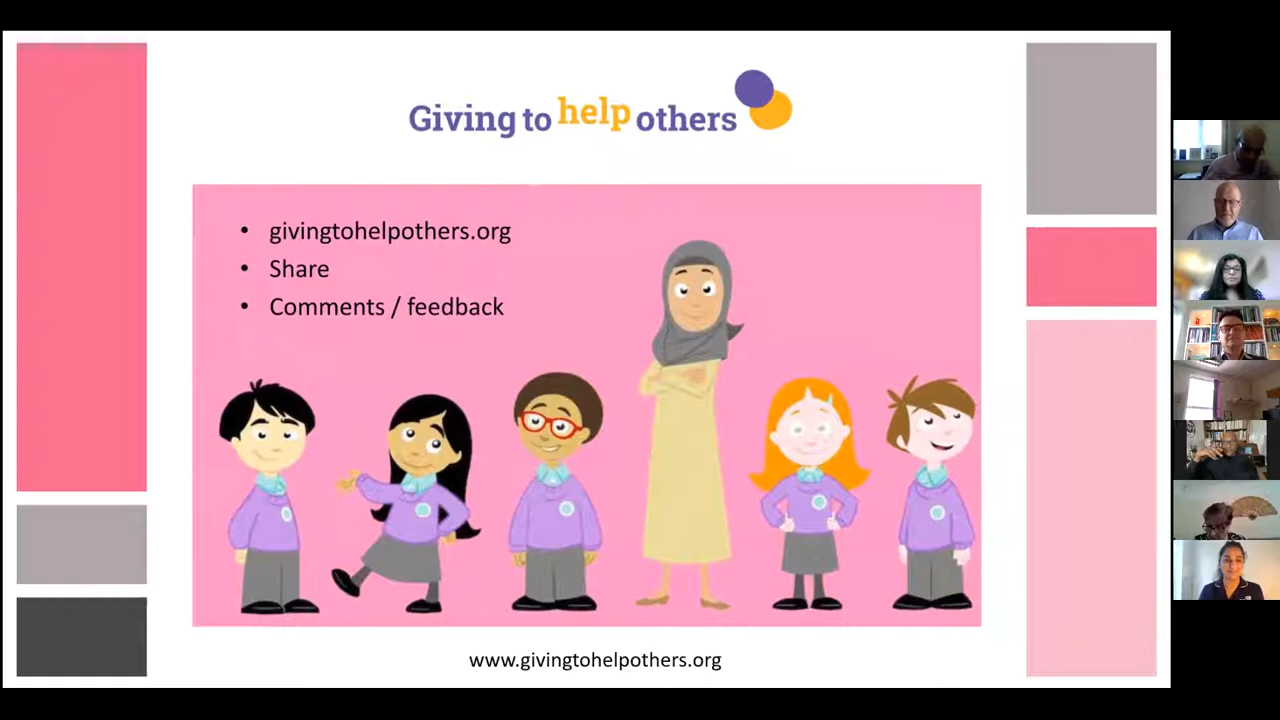 Giving to help others
• givingtohelpothers.org
• Share
• Comments / feedback
www.givingtohelpothers.org